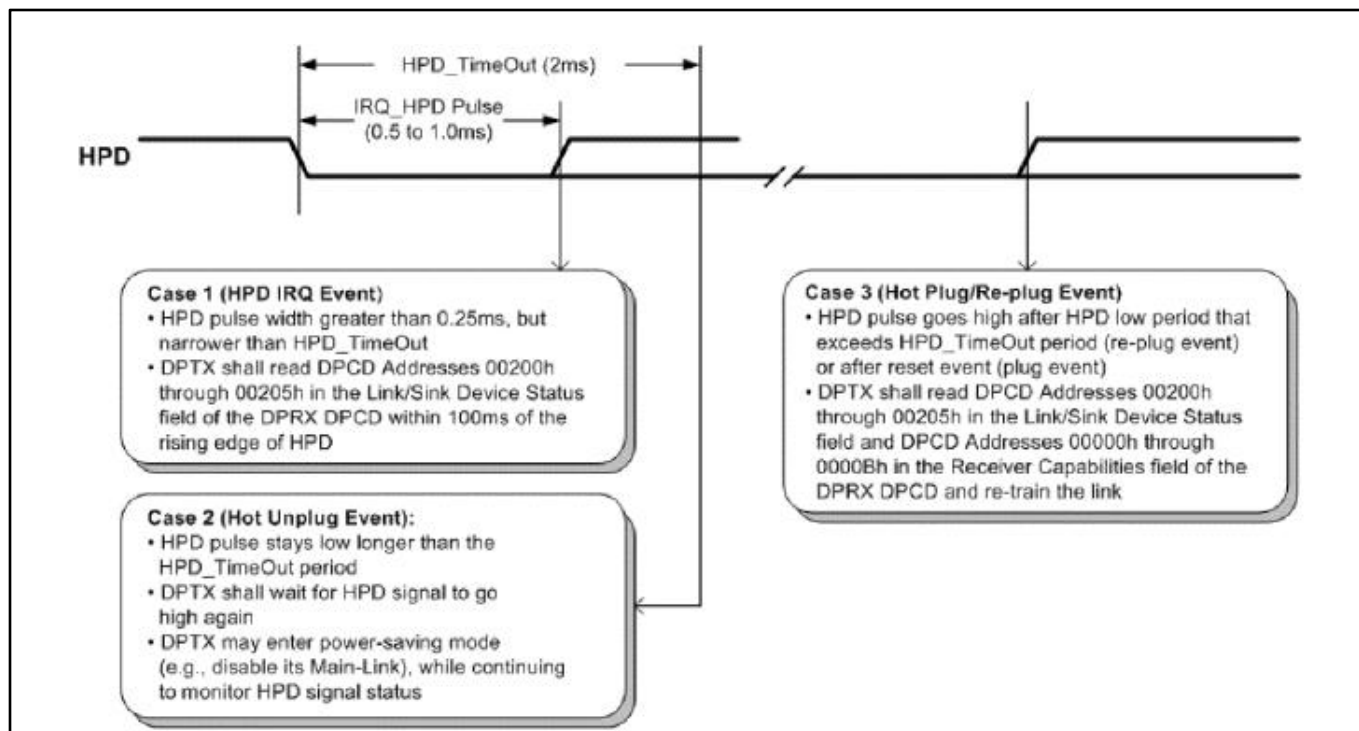 HPD_TimeOut (2ms)
IRQ_HPD Pulse
(0.5 to 1.0ms)
HPD
Case 1 (HPD IRQ Event)
• HPD pulse width greater than 0.25ms, but
narrower than HPD_TimeOut
• DPTX shall read DPCD Addresses 00200h
through 00205h in the Link/Sink Device Status
field of the DPRX DPCD within 100ms of the
rising edge of HPD
Case 2 (Hot Unplug Event):
• HPD pulse stays low longer than the
HPD_TimeOut period
• DPTX shall wait for HPD signal to go
high again
• DPTX may enter power-saving mode
(e.g., disable its Main-Link), while continuing
to monitor HPD signal status
Case 3 (Hot Plug/Re-plug Event)
• HPD pulse goes high after HPD low period that
exceeds HPD_TimeOut period (re-plug event)
or after reset event (plug event)
• DPTX shall read DPCD Addresses 00200h
through 00205h in the Link/Sink Device Status
field and DPCD Addresses 00000h through
0000Bh in the Receiver Capabilities field of the
DPRX DPCD and re-train the link